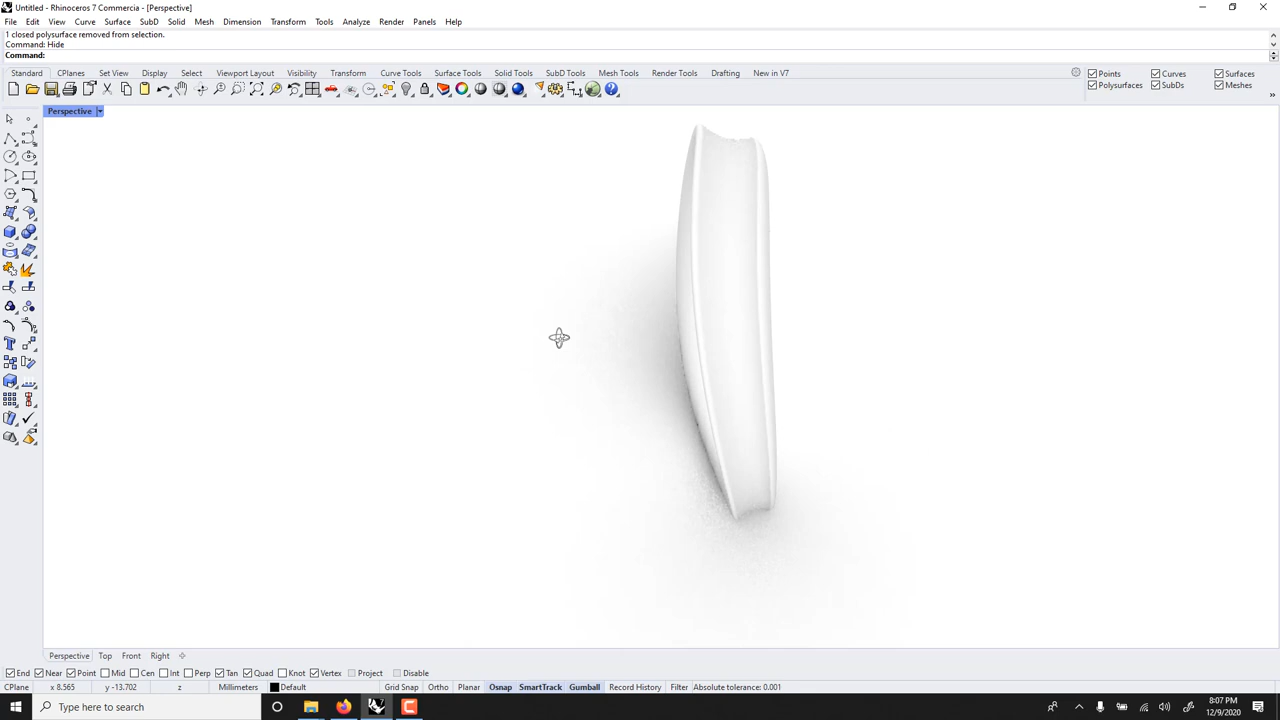 Untitled - Rhinoceros 7 Commercia - [Perspective]
File Edit View Curve Surface SubD Solid Mesh Dimension Transform Tools Analyze Render Panels Help
1 closed polysurface removed from selection.
Command: Hide
Command:
Standard CPlanes Set View Display Select Viewport Layout Visibility Transform Curve Tools Surface Tools Solid Tools SubD Tools Mesh Tools Render Tools Drafting New in V7
Points Curves Surfaces
Polysurfaces SubDs Meshes
Perspective
Perspective Top Front Right
End Near Point Mid Cen Int Perp Tan Quad Knot Vertex Project Disable
CPlane x 8.565 y -13.702 z Millimeters Default Grid Snap Ortho Planar Osnap SmartTrack Gumball Record History Filter Absolute tolerance: 0.001
Type here to search
8:07 PM
12/9/2020